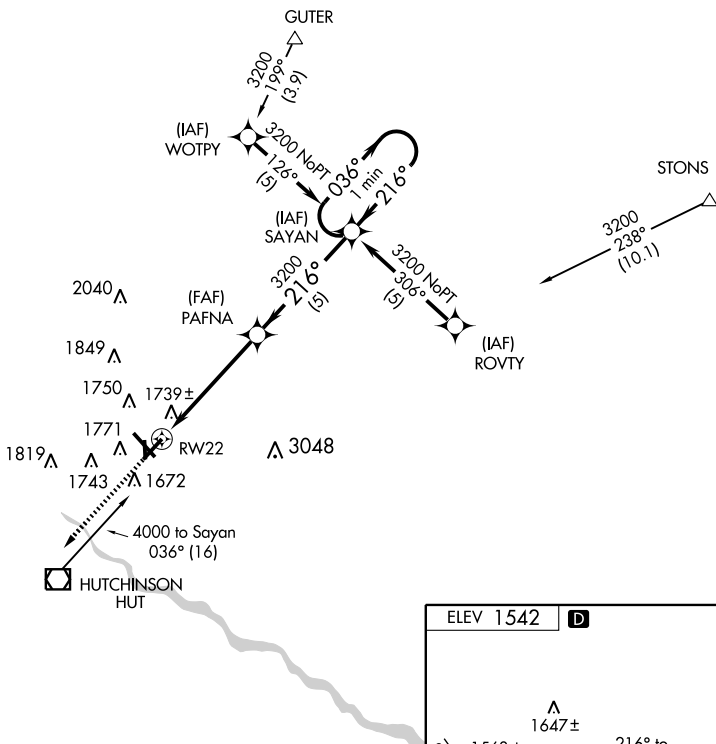 GUTER
3200
199°
(3.9)
(IAF)
WOTPY
3200 NoPT
126°
(5)
036°
1 min
216°
STONS
3200
238°
(10.1)
(IAF)
SAYAN
3200
216°
(5)
3200 NoPT
306°
(5)
(IAF)
ROVTY
(FAF)
PAFNA
2040
1849
1750
1739±
1771
RW22
3048
1819
1743
1672
4000 to Sayan
036° (16)
HUTCHINSON
HUT
ELEV 1542 D
1647±
216° to